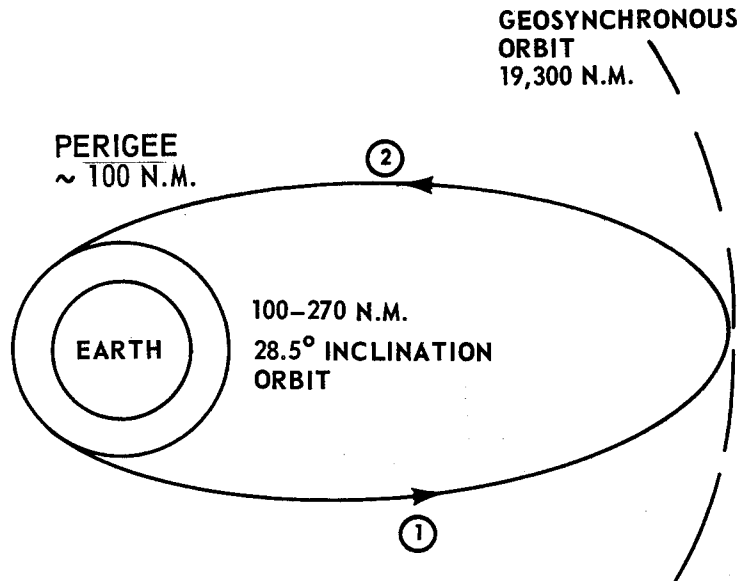 GEOSYNCHRONOUS
ORBIT
19,300 N.M.
PERIGEE
~ 100 N.M.
2
100–270 N.M.
28.5° INCLINATION
ORBIT
EARTH
1